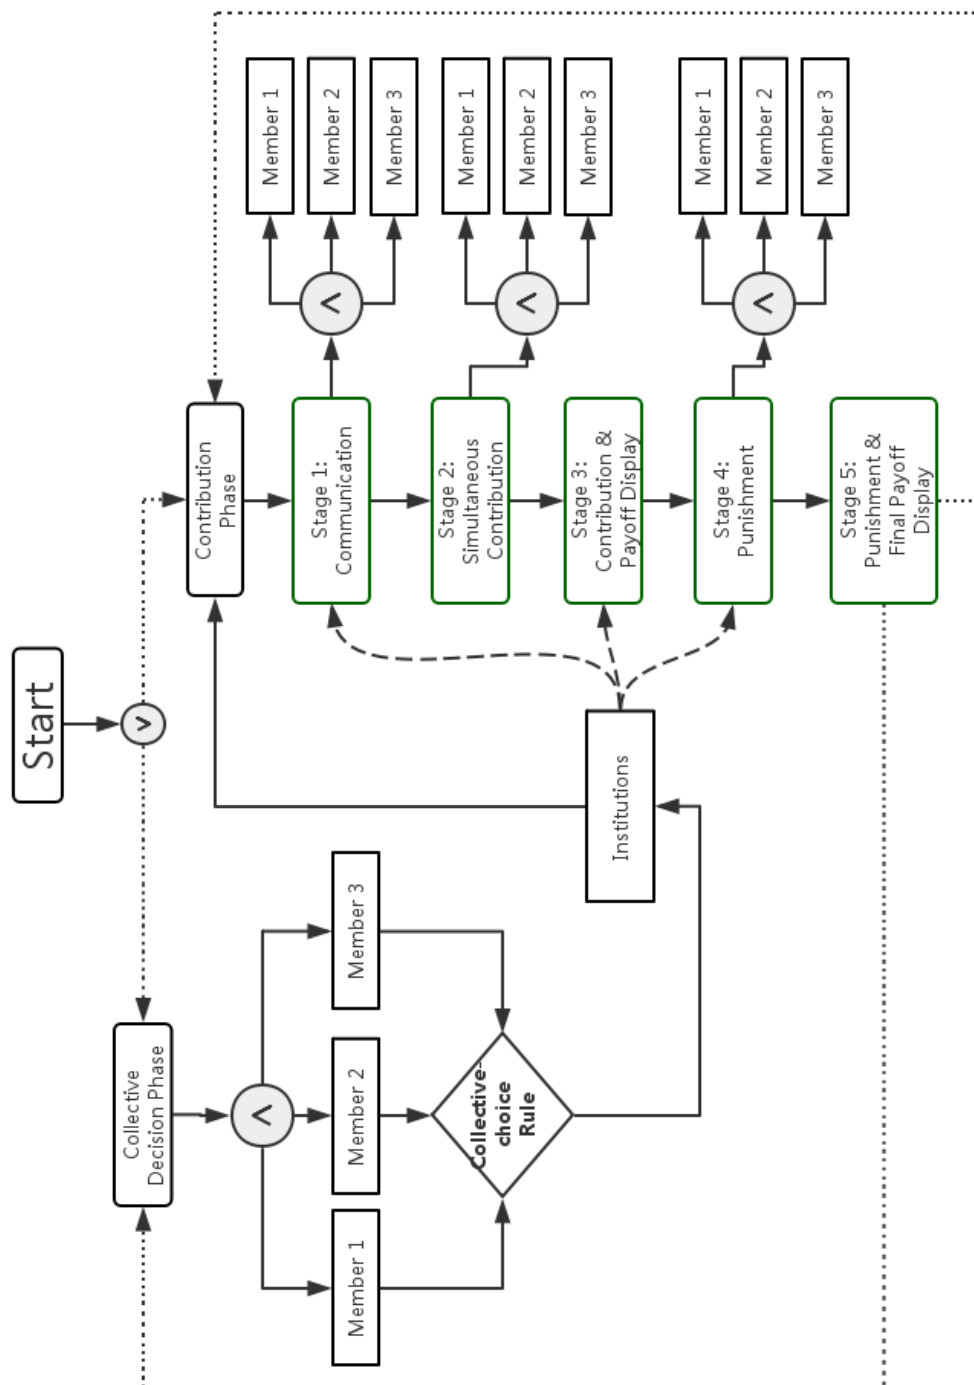 Start
∨
Collective
Decision Phase
∧
Member 1
Member 2
Member 3
Collective-
choice
Rule
Institutions
Contribution
Phase
Stage 1:
Communication
∧
Member 1
Member 2
Member 3
Stage 2:
Simultaneous
Contribution
∧
Member 1
Member 2
Member 3
Stage 3:
Contribution &
Payoff Display
Stage 4:
Punishment
∧
Member 1
Member 2
Member 3
Stage 5:
Punishment &
Final Payoff
Display